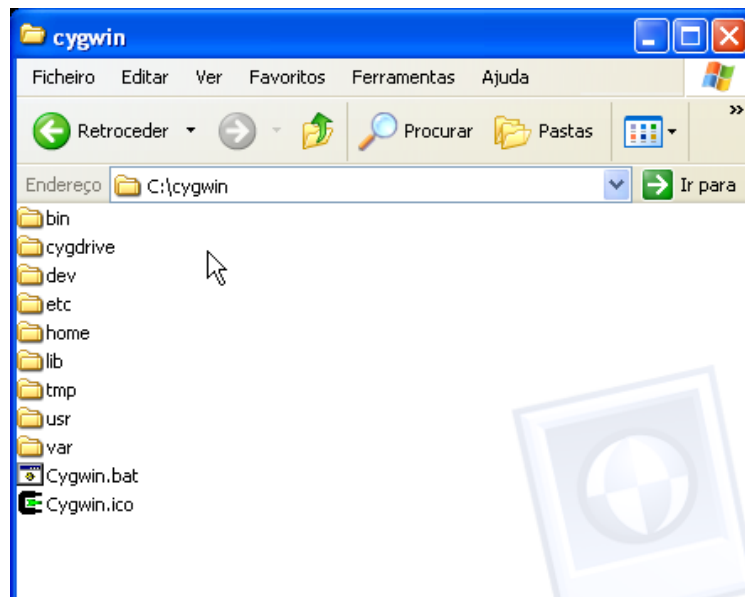 cygwin
Ficheiro Editar Ver Favoritos Ferramentas Ajuda
Retroceder Procurar Pastas »
Endereço C:\cygwin Ir para
bin
cygdrive
dev
etc
home
lib
tmp
usr
var
Cygwin.bat
Cygwin.ico